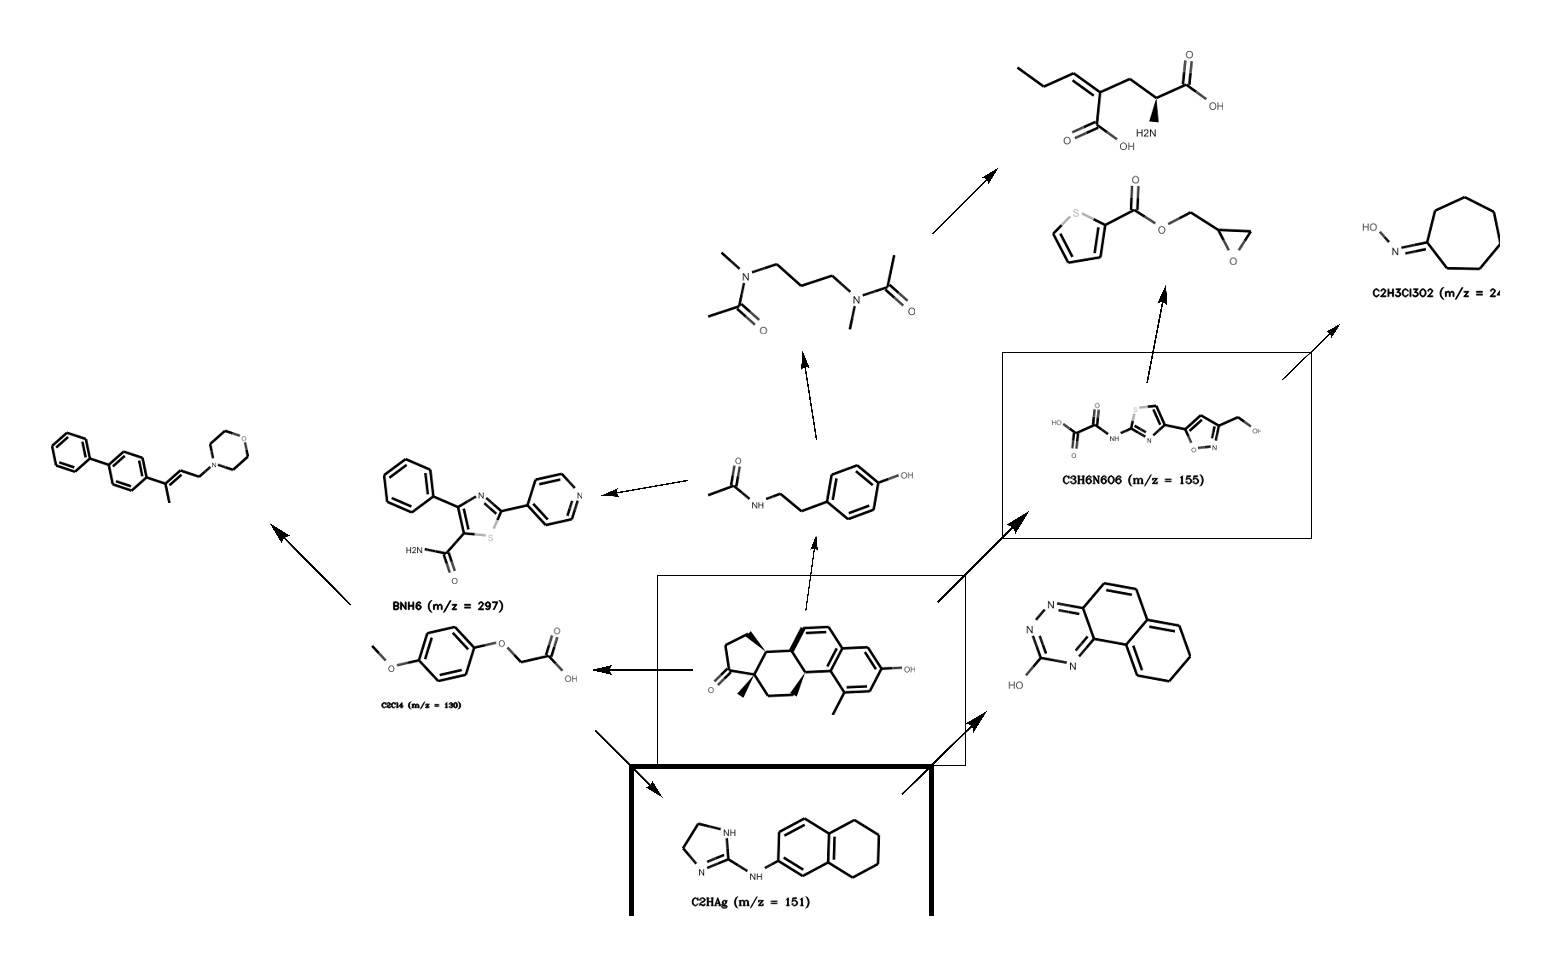 O
OH
O
OH
H2N
O
S
O
O
HO
N
C2H3Cl3O2 (m/z = 24
N
O
N
O
HO
O
O
NH
S
N
O
N
OH
C3H6N6O6 (m/z = 155)
O
N
N
S
N
H2N
O
BNH6 (m/z = 297)
O
NH
OH
O
O
O
OH
C2Cl4 (m/z = 130)
O
OH
N
N
N
HO
NH
N
NH
C2HAg (m/z = 151)